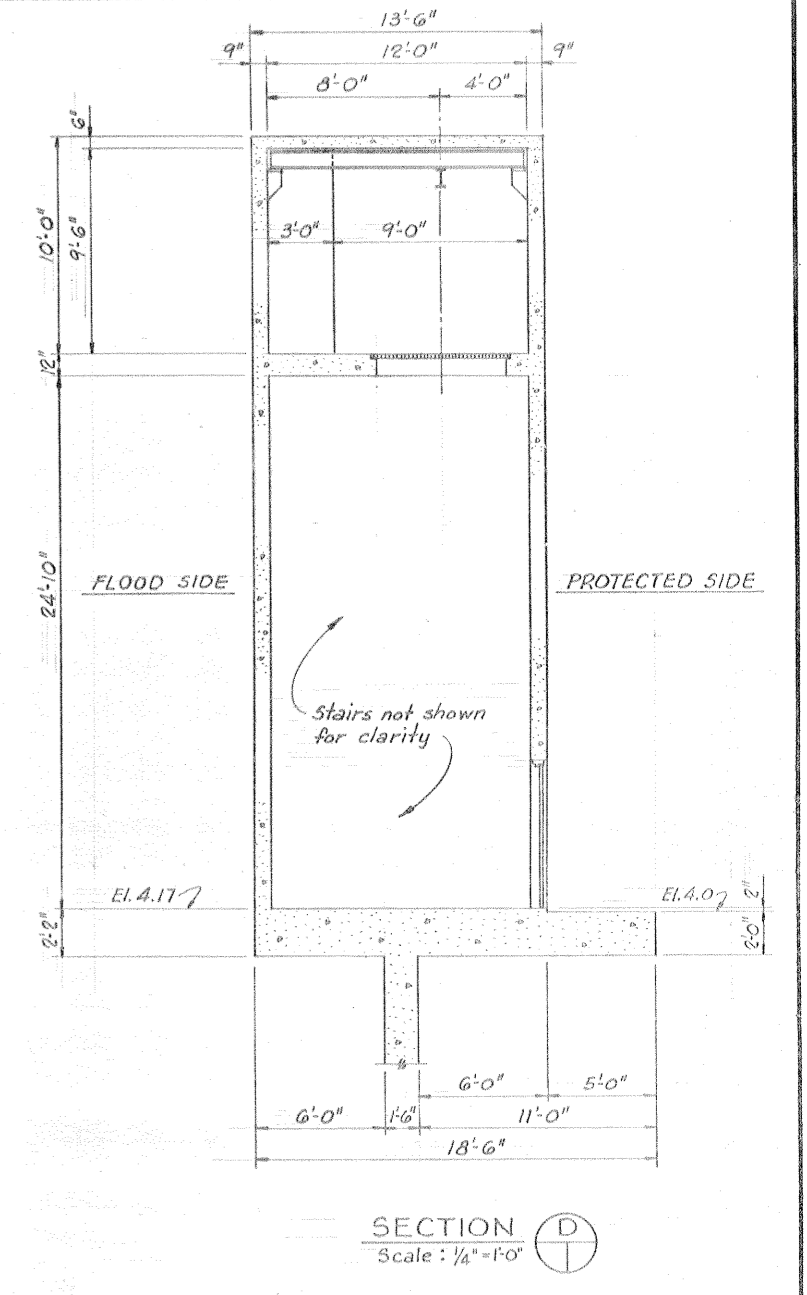 13'-6"
9" 12'-0" 9"
8'-0" 4'-0"
6"
10'-0"
9'-6"
3'-0" 9'-0"
12"
24'-10"
FLOOD SIDE
PROTECTED SIDE
Stairs not shown
for clarity
El. 4.17
El. 4.0
2"
2'-2"
2'-0"
6'-0" 5'-0"
6'-0" 1'-6" 11'-0"
18'-6"
SECTION D
1
Scale : 1/4" = 1'-0"